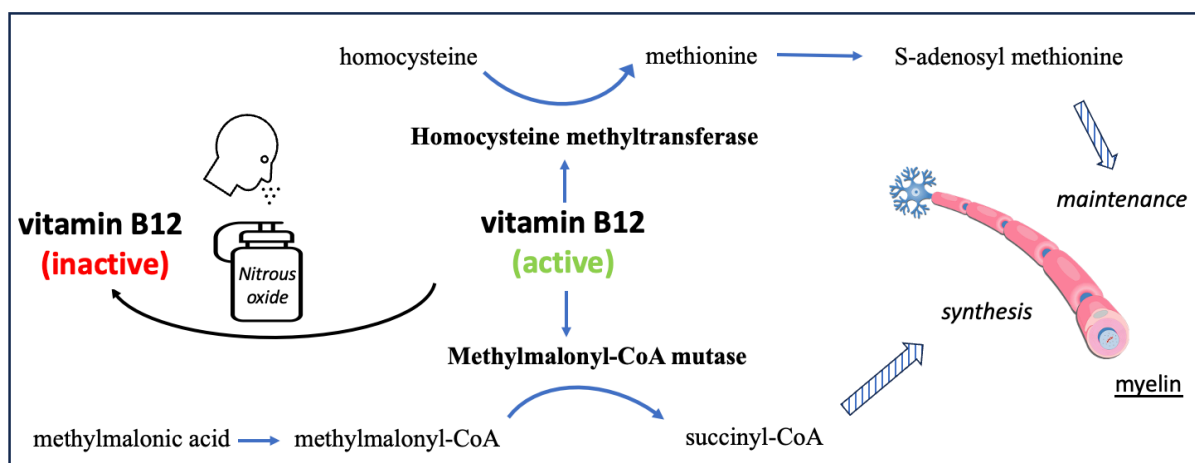 homocysteine methionine S-adenosyl methionine
Homocysteine methyltransferase
maintenance
vitamin B12
(inactive)
Nitrous
oxide
vitamin B12
(active)
synthesis
Methylmalonyl-CoA mutase
myelin
methylmalonic acid methylmalonyl-CoA succinyl-CoA